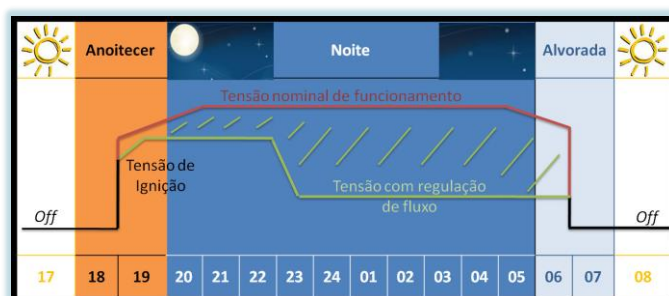 Anoitecer
Noite
Alvorada
Tensão nominal de funcionamento
Tensão de
Ignição
Tensão com regulação
de fluxo
Off
Off
17 18 19 20 21 22 23 24 01 02 03 04 05 06 07 08